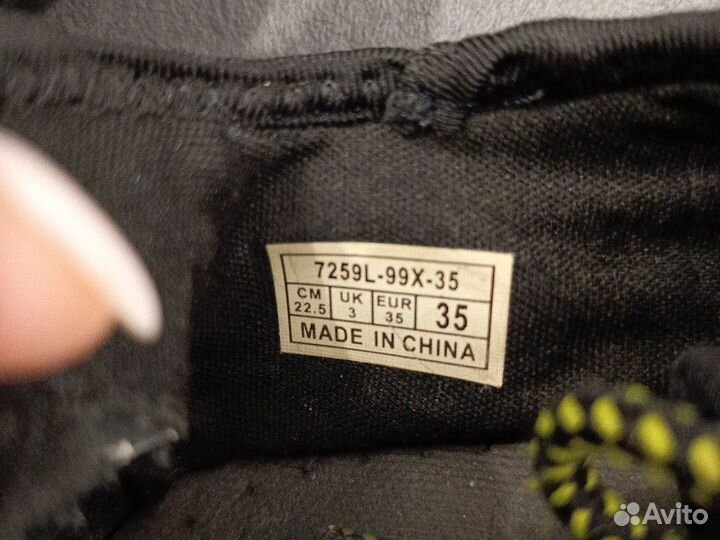 7259L-99X-35
CM UK EUR 35
22.5 3 35
MADE IN CHINA
Avito